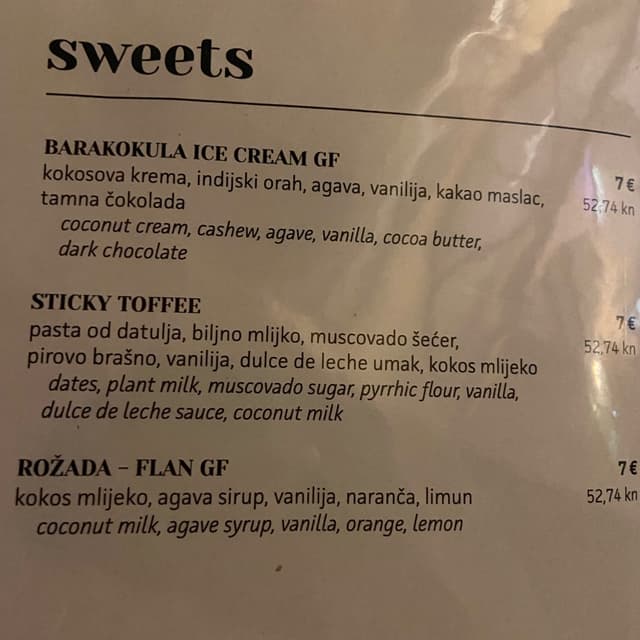 sweets
BARAKOKULA ICE CREAM GF
7 €
kokosova krema, indijski orah, agava, vanilija, kakao maslac,
52,74 kn
tamna čokolada
coconut cream, cashew, agave, vanilla, cocoa butter,
dark chocolate
STICKY TOFFEE
7 €
pasta od datulja, biljno mlijko, muscovado šećer,
52,74 kn
pirovo brašno, vanilija, dulce de leche umak, kokos mlijeko
dates, plant milk, muscovado sugar, pyrrhic flour, vanilla,
dulce de leche sauce, coconut milk
ROŽADA – FLAN GF
7 €
kokos mlijeko, agava sirup, vanilija, naranča, limun
52,74 kn
coconut milk, agave syrup, vanilla, orange, lemon